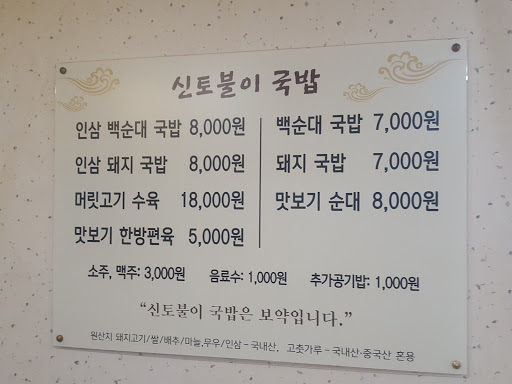 신토불이 국밥
인삼 백순대 국밥 8,000원
인삼 돼지 국밥 8,000원
머릿고기 수육 18,000원
맛보기 한방편육 5,000원
백순대 국밥 7,000원
돼지 국밥 7,000원
맛보기 순대 8,000원
소주, 맥주: 3,000원 음료수: 1,000원 추가공기밥: 1,000원
“신토불이 국밥은 보약입니다.”
원산지 돼지고기/쌀/배추/마늘,무우/인삼 – 국내산, 고춧가루 – 국내산·중국산 혼용